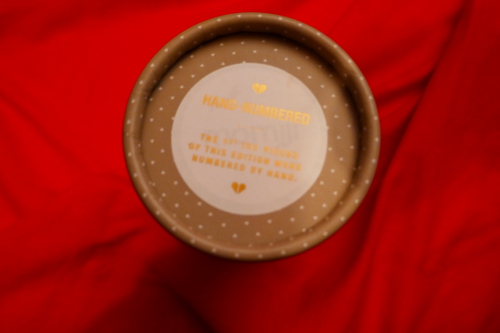 HAND NUMBERED
THE
OF THIS EDITION WERE
NUMBERED BY HAND.